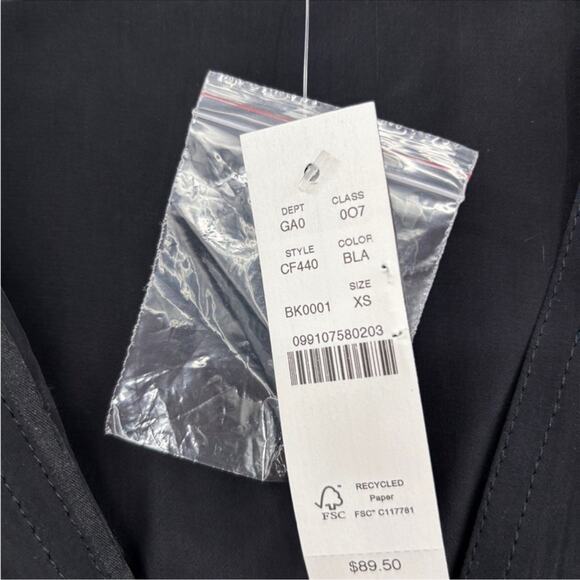 DEPT CLASS
GA0 0O7
STYLE COLOR
CF440 BLA
SIZE
BK0001 XS
099107580203
RECYCLED
Paper
FSC FSC® C117781
$89.50